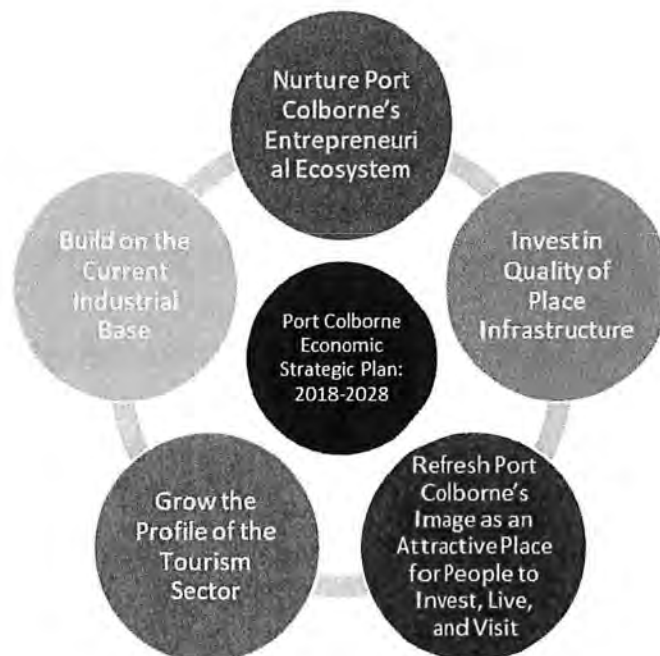 Nurture Port
Colborne's
Entrepreneuri
al Ecosystem
Invest in
Quality of
Place
Infrastructure
Refresh Port
Colborne's
Image as an
Attractive Place
for People to
Invest, Live,
and Visit
Grow the
Profile of the
Tourism
Sector
Build on the
Current
Industrial
Base
Port Colborne
Economic
Strategic Plan:
2018-2028